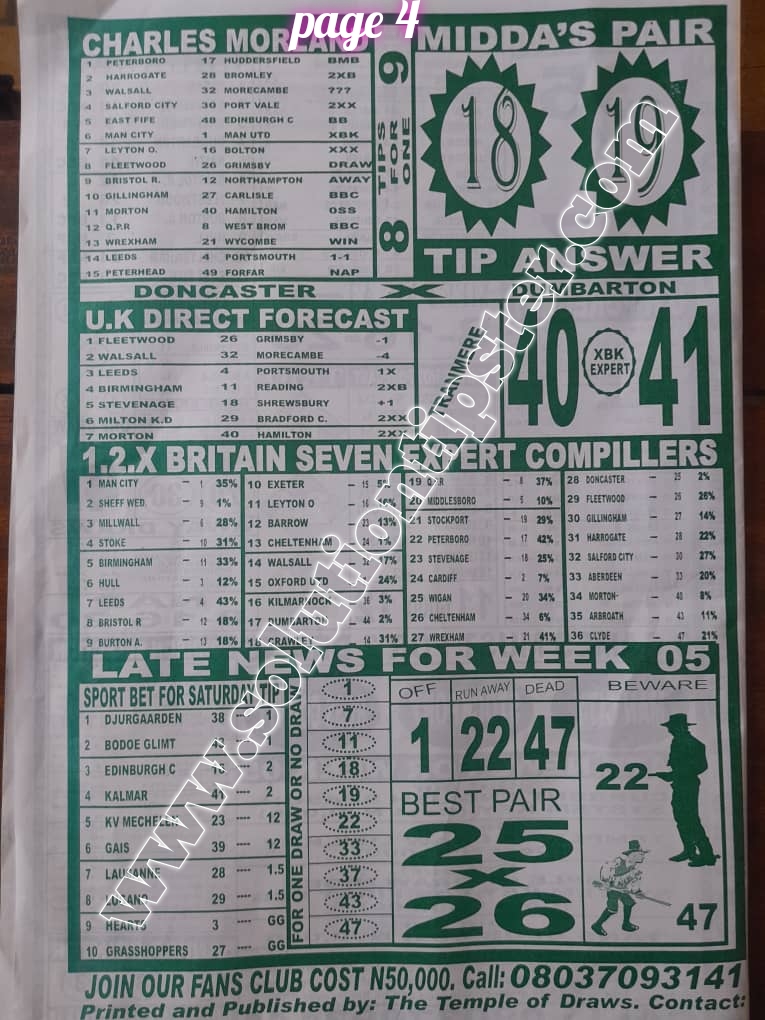 page 4
CHARLES MORLAND
1 PETERBORO 17 HUDDERSFIELD BMB
2 HARROGATE 28 BROMLEY 2XB
3 WALSALL 32 MORECAMBE ???
4 SALFORD CITY 30 PORT VALE 2XX
5 EAST FIFE 48 EDINBURGH C BB
6 MAN CITY 1 MAN UTD XBK
7 LEYTON O. 16 BOLTON XXX
8 FLEETWOOD 26 GRIMSBY DRAW
9 BRISTOL R. 12 NORTHAMPTON AWAY
10 GILLINGHAM 27 CARLISLE BBC
11 MORTON 40 HAMILTON 0SS
12 Q.P.R 8 WEST BROM BBC
13 WREXHAM 21 WYCOMBE WIN
14 LEEDS 4 PORTSMOUTH 1-1
15 PETERHEAD 49 FORFAR NAP
8 TIPS FOR ONE 9
MIDDA'S PAIR
18 19
TIP ANSWER
DONCASTER X DUMBARTON
U.K DIRECT FORECAST
1 FLEETWOOD 26 GRIMSBY -1
2 WALSALL 32 MORECAMBE -4
3 LEEDS 4 PORTSMOUTH 1X
4 BIRMINGHAM 11 READING 2XB
5 STEVENAGE 18 SHREWSBURY +1
6 MILTON K.D 29 BRADFORD C. 2XX
7 MORTON 40 HAMILTON 2XX
TRANMERE
40 XBK EXPERT 41
1.2.X BRITAIN SEVEN EXPERT COMPILLERS
1 MAN CITY – 1 35%
2 SHEFF WED. – 9 1%
3 MILLWALL – 6 28%
4 STOKE – 10 31%
5 BIRMINGHAM – 11 33%
6 HULL – 3 12%
7 LEEDS – 4 43%
8 BRISTOL R – 12 18%
9 BURTON A. – 13 18%
10 EXETER – 15
11 LEYTON O – 16
12 BARROW – 13%
13 CHELTENHAM 24 1%
14 WALSALL – 32 17%
15 OXFORD UTD 24%
16 KILMARNOCK 36 3%
17 DUMBARTON – 44 2%
18 CRAWLEY – 14 31%
19 QPR – 8 37%
20 MIDDLESBORO – 5 10%
21 STOCKPORT – 19 29%
22 PETERBORO – 17 42%
23 STEVENAGE – 18 25%
24 CARDIFF – 2 7%
25 WIGAN – 20 34%
26 CHELTENHAM – 34 6%
27 WREXHAM – 21 41%
28 DONCASTER – 25 2%
29 FLEETWOOD – 26 26%
30 GILLINGHAM – 27 14%
31 HARROGATE – 28 22%
32 SALFORD CITY – 30 27%
33 ABERDEEN – 33 20%
34 MORTON- – 40 8%
35 ARBROATH – 43 11%
36 CLYDE – 47 21%
LATE NEWS FOR WEEK 05
SPORT BET FOR SATURDAY TIPS
1 DJURGAARDEN 38 ---- 1
2 BODOE GLIMT 45 ---- 1
3 EDINBURGH C 18 ---- 2
4 KALMAR 41 ---- 2
5 KV MECHELEN 23 ---- 12
6 GAIS 39 ---- 12
7 LAUSANNE 28 ---- 1.5
8 29 ---- 1.5
9 HEARTS 3 ---- GG
10 GRASSHOPPERS 27 ---- GG
FOR ONE DRAW OR NO DRAW
1
7
11
18
19
22
33
37
43
47
OFF RUN AWAY DEAD
1 22 47
BEST PAIR
25
X
26
BEWARE
22
47
JOIN OUR FANS CLUB COST N50,000. Call: 08037093141
Printed and Published by: The Temple of Draws. Contact:
www.solutiontipster.com